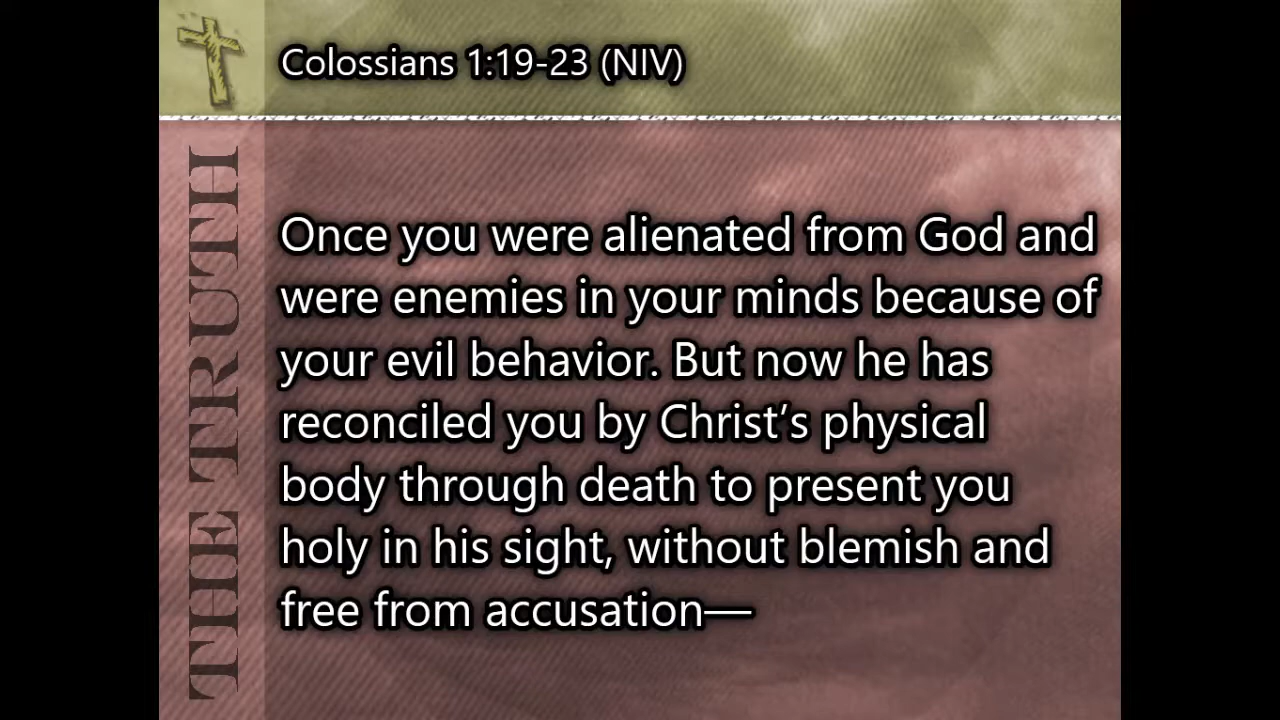 Colossians 1:19-23 (NIV)
THE TRUTH
Once you were alienated from God and
were enemies in your minds because of
your evil behavior. But now he has
reconciled you by Christ’s physical
body through death to present you
holy in his sight, without blemish and
free from accusation—